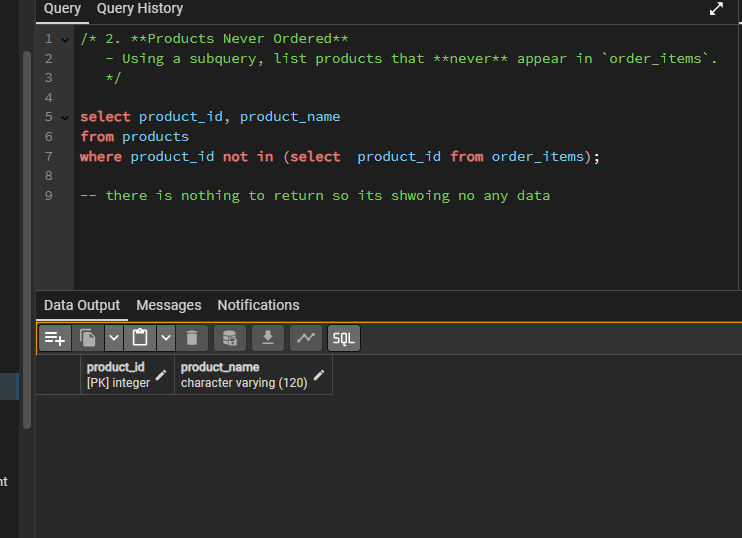 Query Query History
1 /* 2. **Products Never Ordered**
2 - Using a subquery, list products that **never** appear in `order_items`.
3 */
4
5 select product_id, product_name
6 from products
7 where product_id not in (select  product_id from order_items);
8
9 -- there is nothing to return so its shwoing no any data
Data Output Messages Notifications
SQL
product_id product_name
[PK] integer character varying (120)
nt